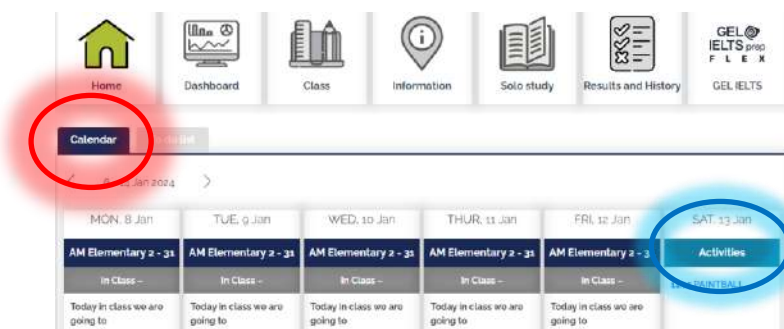 GEL IELTS prep FLEX
Home Dashboard Class Information Solo study Results and History GEL IELTS
Calendar list
Jan 2024
MON, 8 Jan TUE, 9 Jan WED, 10 Jan THUR, 11 Jan FRI, 12 Jan SAT, 13 Jan
AM Elementary 2 - 31 AM Elementary 2 - 31 AM Elementary 2 - 31 AM Elementary 2 - 31 AM Elementary 2 - 3 Activities
In Class – In Class – In Class – In Class – In Class – PAINTBALL
Today in class we are Today in class we are Today in class we are Today in class we are Today in class we are
going to going to going to going to going to